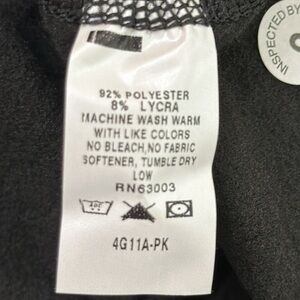 92% POLYESTER
8% LYCRA
MACHINE WASH WARM
WITH LIKE COLORS
NO BLEACH,NO FABRIC
SOFTENER, TUMBLE DRY
LOW
RN63003
4G11A-PK
INSPECTED BY